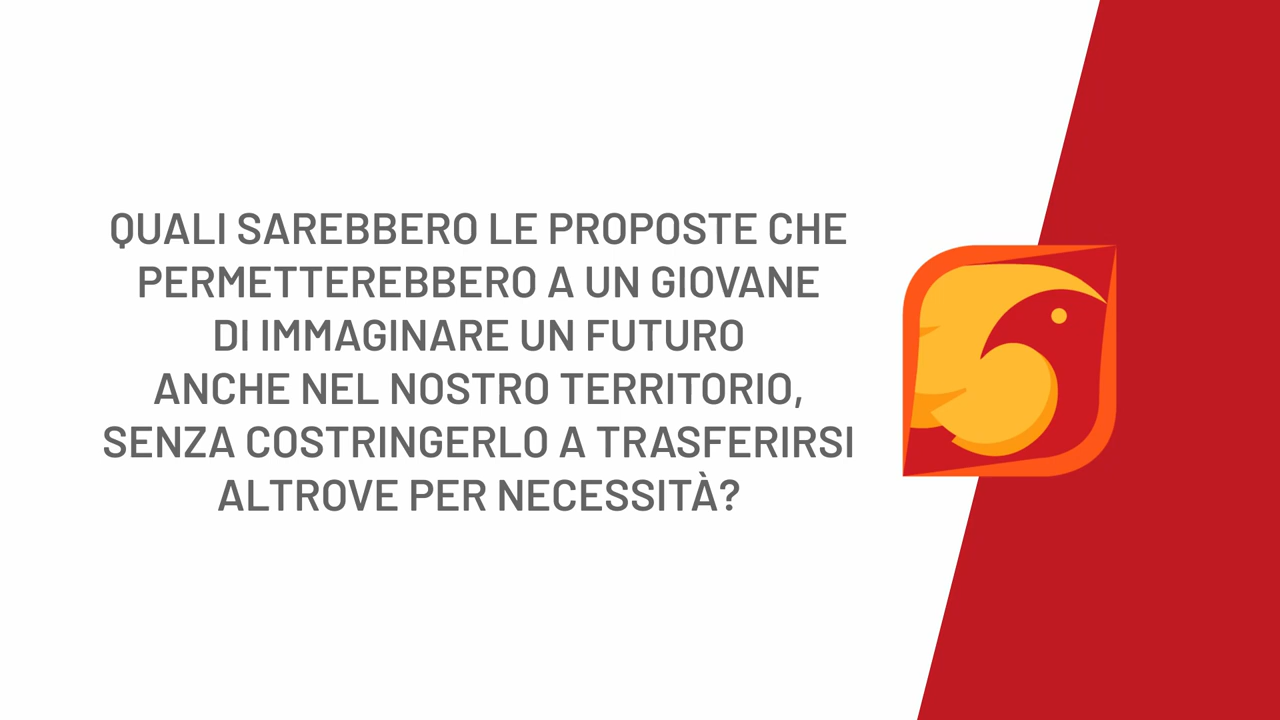 QUALI SAREBBERO LE PROPOSTE CHE
PERMETTEREBBERO A UN GIOVANE
DI IMMAGINARE UN FUTURO
ANCHE NEL NOSTRO TERRITORIO,
SENZA COSTRINGERLO A TRASFERIRSI
ALTROVE PER NECESSITÀ?